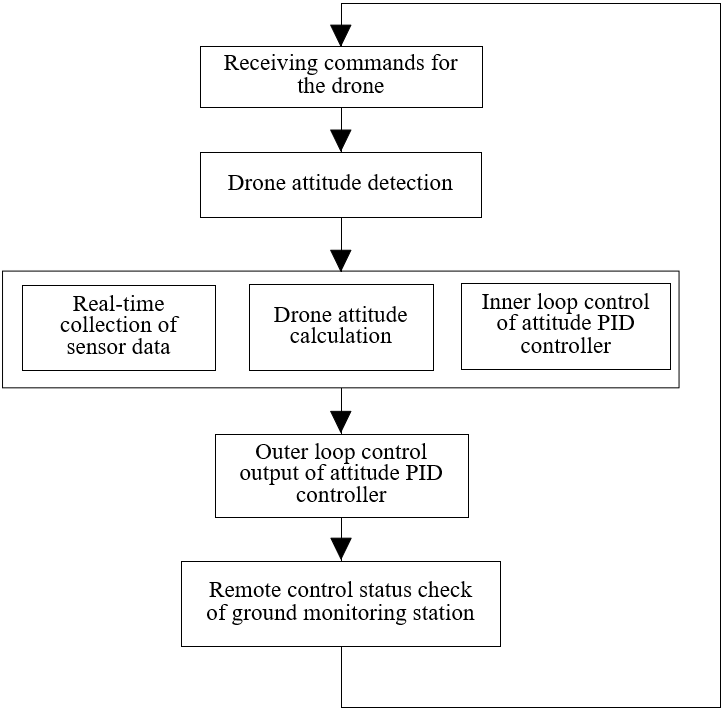 Receiving commands for
the drone
Drone attitude detection
Real-time
collection of
sensor data
Drone attitude
calculation
Inner loop control
of attitude PID
controller
Outer loop control
output of attitude PID
controller
Remote control status check
of ground monitoring station